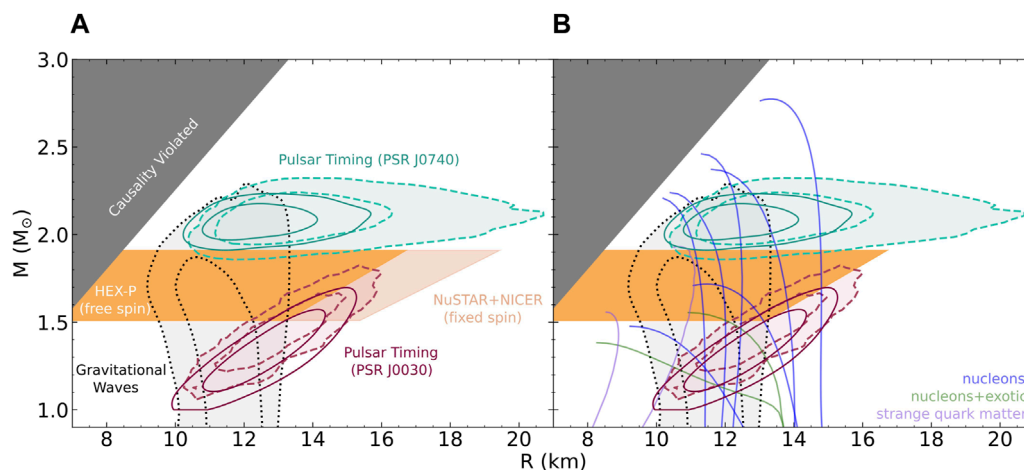 A
B
3.0
2.5
2.0
1.5
1.0
M (M⊙)
Causality Violated
Pulsar Timing (PSR J0740)
HEX-P
(free spin)
NuSTAR+NICER
(fixed spin)
Gravitational
Waves
Pulsar Timing
(PSR J0030)
nucleons
nucleons+exotic
strange quark matter
8 10 12 14 16 18 20
8 10 12 14 16 18 20
R (km)